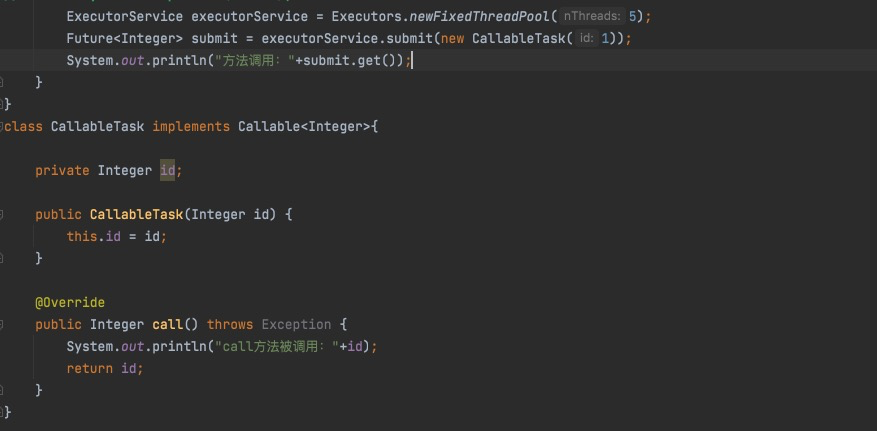 ExecutorService executorService = Executors.newFixedThreadPool( nThreads: 5);
Future<Integer> submit = executorService.submit(new CallableTask( id: 1));
System.out.println("方法调用："+submit.get());
}
}
class CallableTask implements Callable<Integer>{
private Integer id;
public CallableTask(Integer id) {
this.id = id;
}
@Override
public Integer call() throws Exception {
System.out.println("call方法被调用："+id);
return id;
}
}